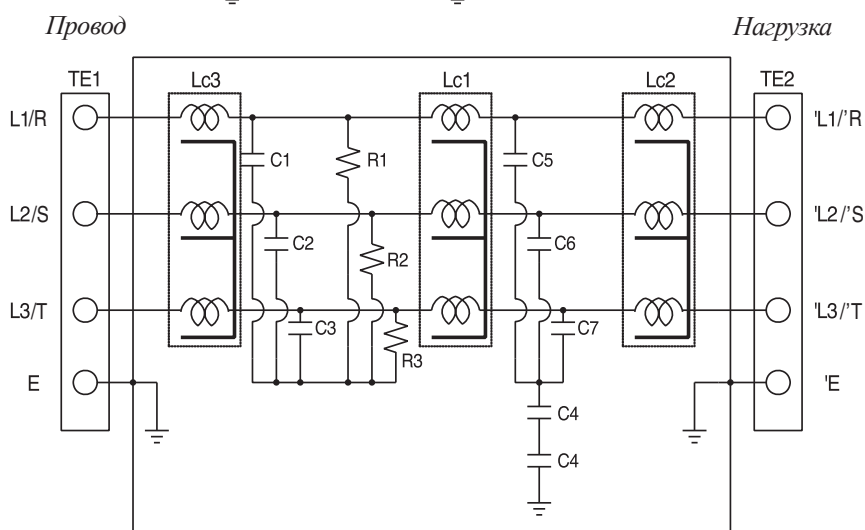 Провод
Нагрузка
TE1
Lc3
Lc1
Lc2
TE2
L1/R
'L1/'R
C1
R1
C5
L2/S
'L2/'S
C2
R2
C6
L3/T
'L3/'T
C3
R3
C7
E
'E
C4
C4